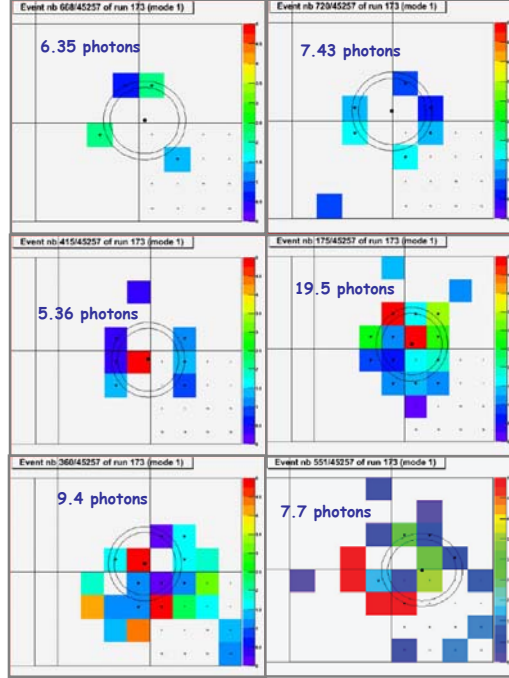 Event nb 668/45257 of run 173 (mode 1)
6.35 photons
Event nb 720/45257 of run 173 (mode 1)
7.43 photons
Event nb 415/45257 of run 173 (mode 1)
5.36 photons
Event nb 175/45257 of run 173 (mode 1)
19.5 photons
Event nb 360/45257 of run 173 (mode 1)
9.4 photons
Event nb 551/45257 of run 173 (mode 1)
7.7 photons